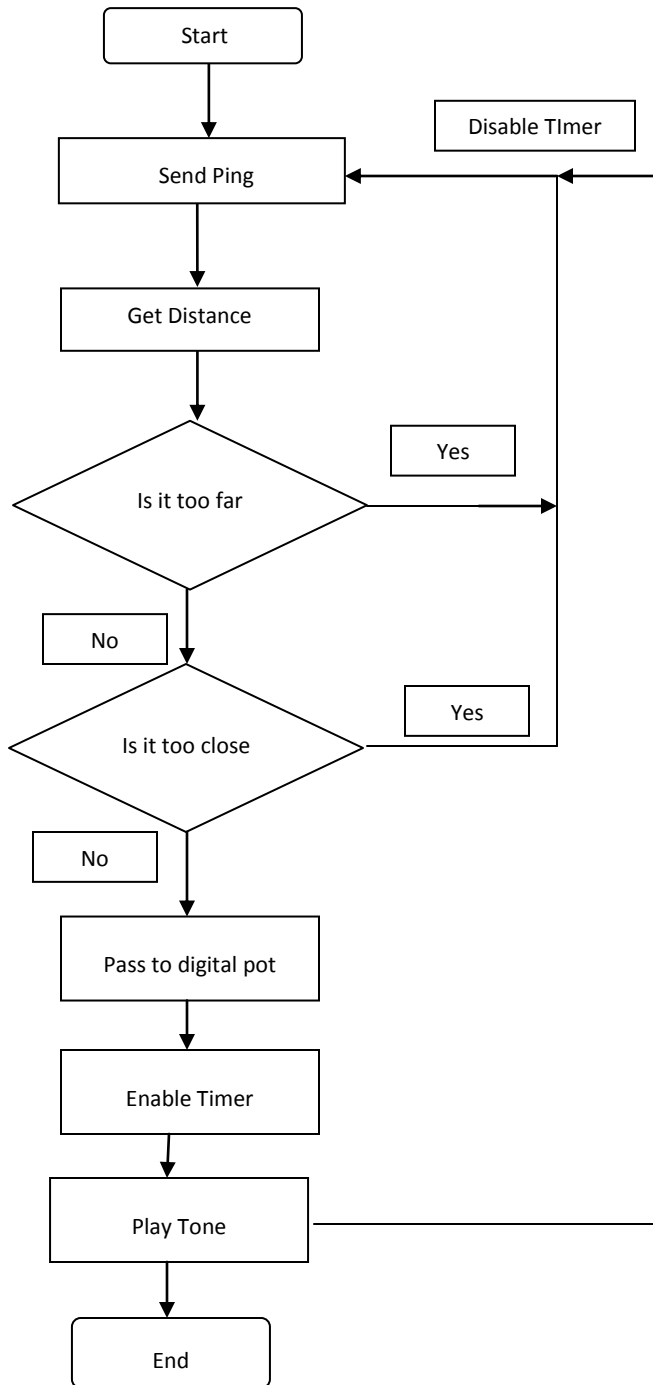 Start
Disable TImer
Send Ping
Get Distance
Yes
Is it too far
No
Yes
Is it too close
No
Pass to digital pot
Enable Timer
Play Tone
End